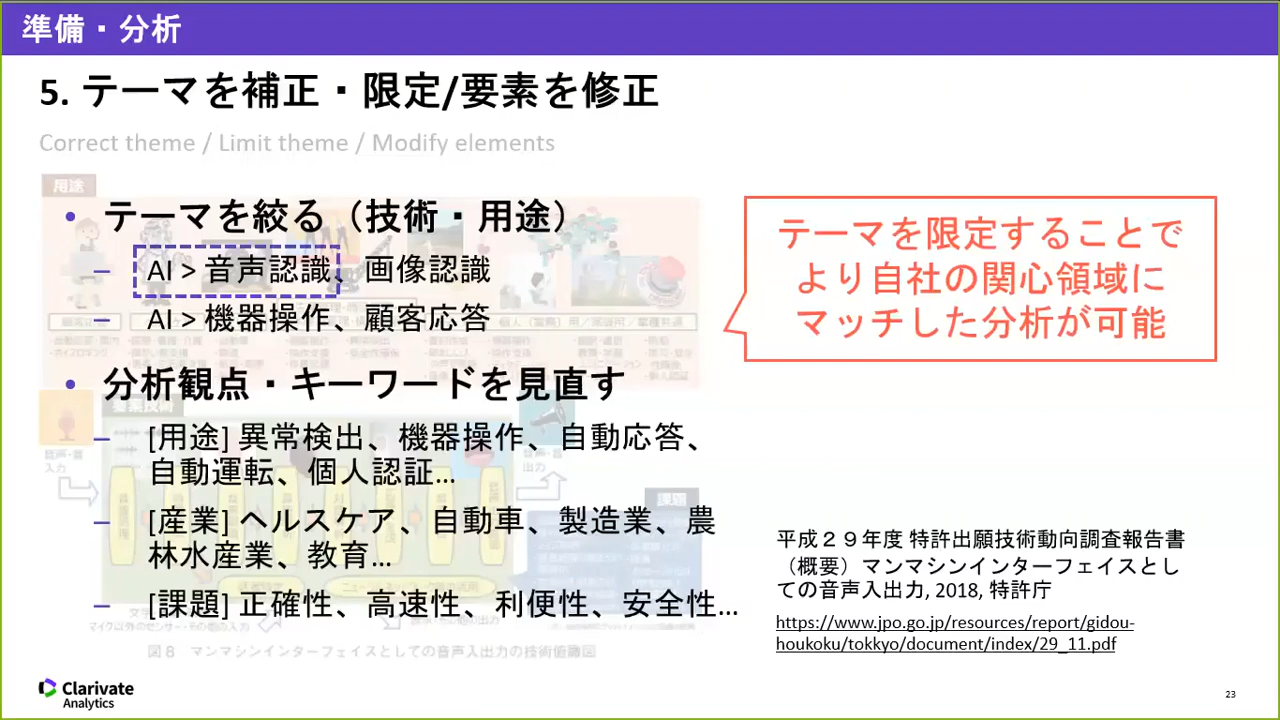 準備・分析
5. テーマを補正・限定/要素を修正
Correct theme / Limit theme / Modify elements
用途
• テーマを絞る（技術・用途）
– AI > 音声認識、画像認識
– AI > 機器操作、顧客応答
• 分析観点・キーワードを見直す
– [用途] 異常検出、機器操作、自動応答、
自動運転、個人認証…
– [産業] ヘルスケア、自動車、製造業、農
林水産業、教育…
– [課題] 正確性、高速性、利便性、安全性…
テーマを限定することで
より自社の関心領域に
マッチした分析が可能
要素技術
課題
図８ マンマシンインターフェイスとしての音声入出力の技術俯瞰図
平成２９年度 特許出願技術動向調査報告書
（概要）マンマシンインターフェイスとし
ての音声入出力, 2018, 特許庁
https://www.jpo.go.jp/resources/report/gidou-
houkoku/tokkyo/document/index/29_11.pdf
Clarivate
Analytics
23